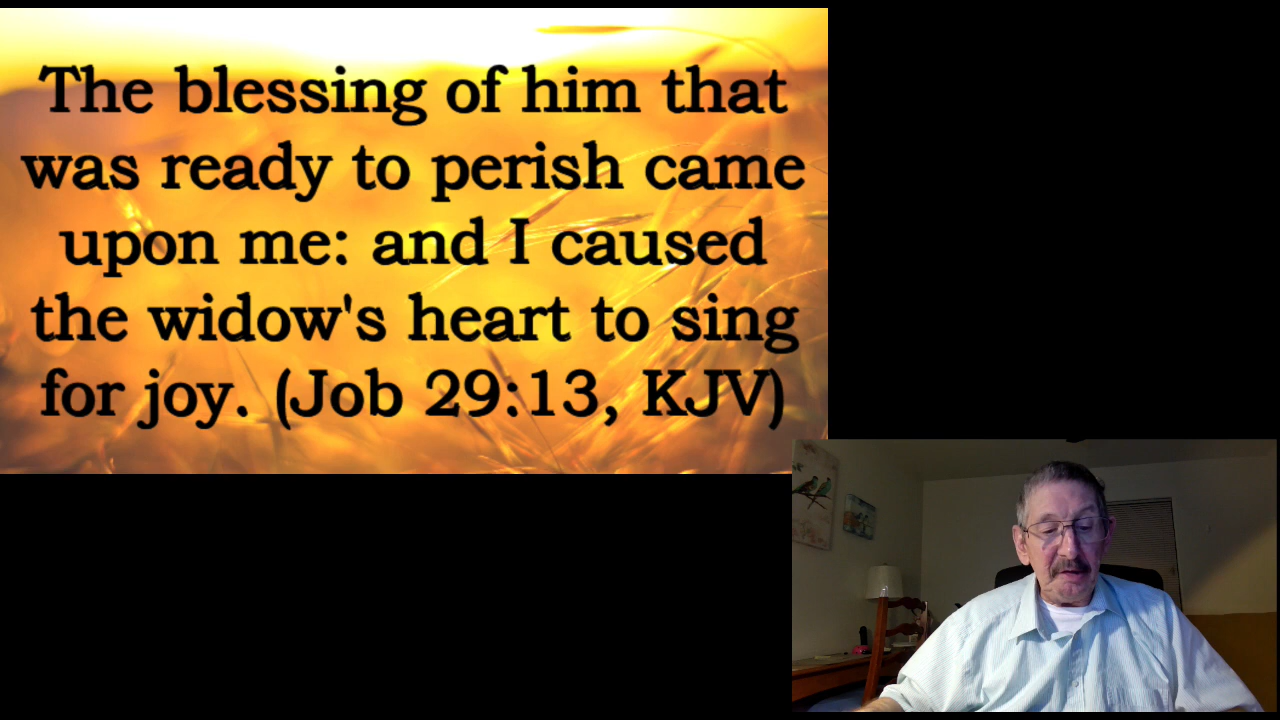 The blessing of him that
was ready to perish came
upon me: and I caused
the widow's heart to sing
for joy. (Job 29:13, KJV)